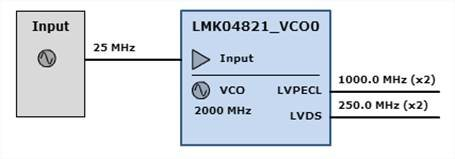 Input
25 MHz
LMK04821_VCO0
Input
VCO
2000 MHz
LVPECL
1000.0 MHz (x2)
LVDS
250.0 MHz (x2)